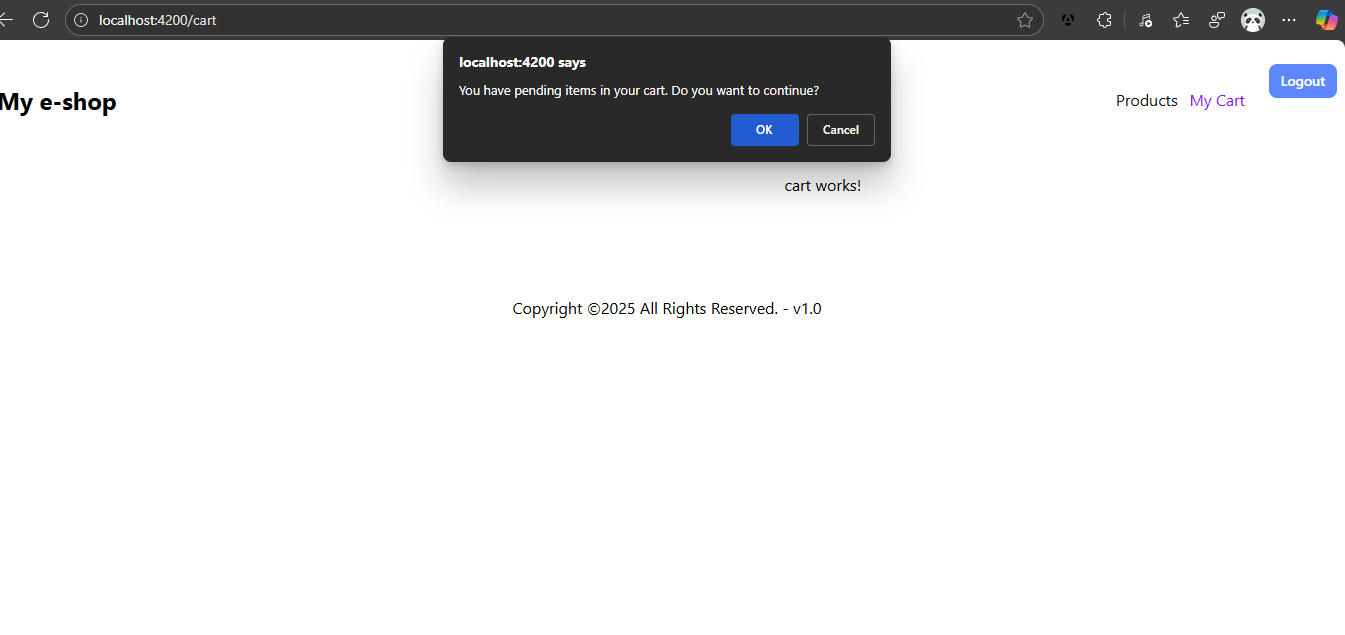 localhost:4200/cart
localhost:4200 says
You have pending items in your cart. Do you want to continue?
OK Cancel
My e-shop
Products My Cart Logout
cart works!
Copyright ©2025 All Rights Reserved. - v1.0